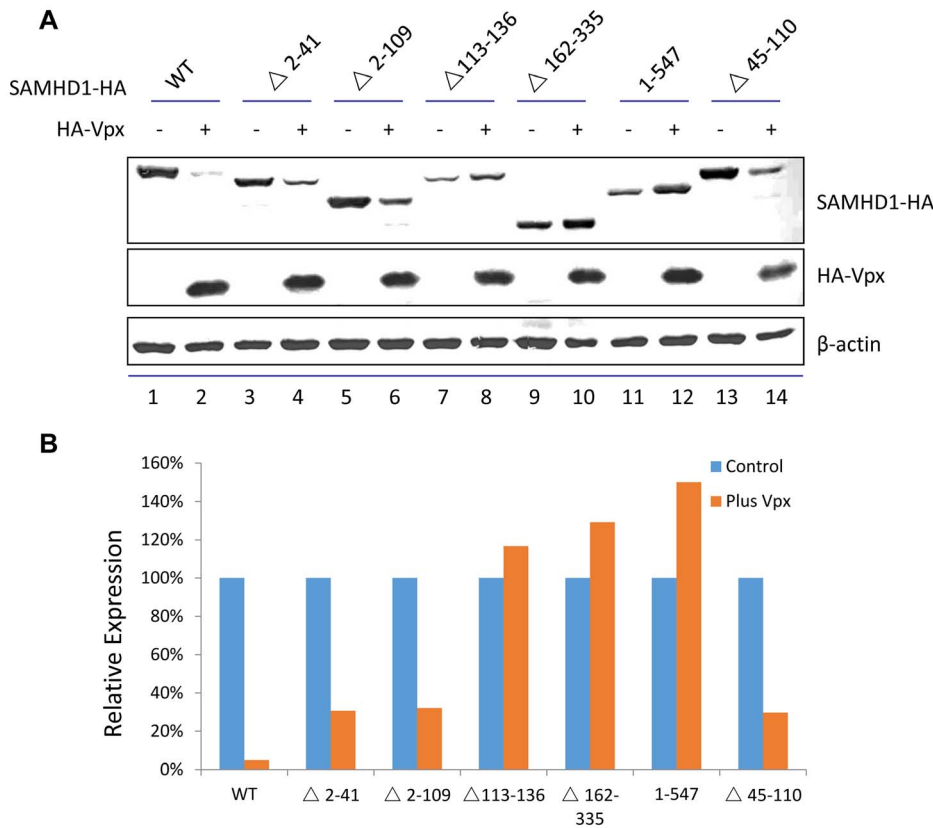 A
SAMHD1-HA WT △ 2-41 △ 2-109 △ 113-136 △ 162-335 1-547 △ 45-110
HA-Vpx - + - + - + - + - + - + - +
SAMHD1-HA
HA-Vpx
β-actin
1 2 3 4 5 6 7 8 9 10 11 12 13 14
B
Relative Expression
160%
140%
120%
100%
80%
60%
40%
20%
0%
Control
Plus Vpx
WT △ 2-41 △ 2-109 △113-136 △ 162-335 1-547 △ 45-110